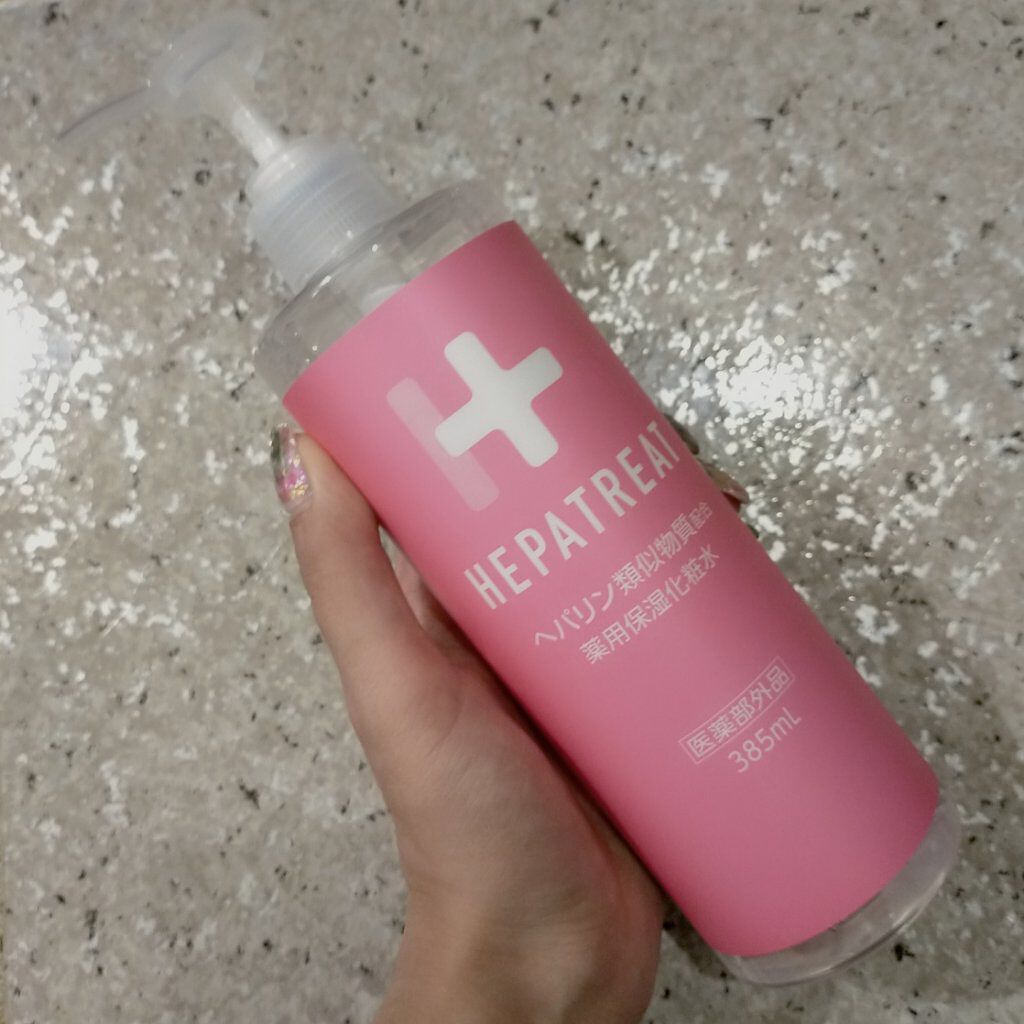 H
HEPATREAT
ヘパリン類似物質配合
薬用保湿化粧水
医薬部外品
385mL